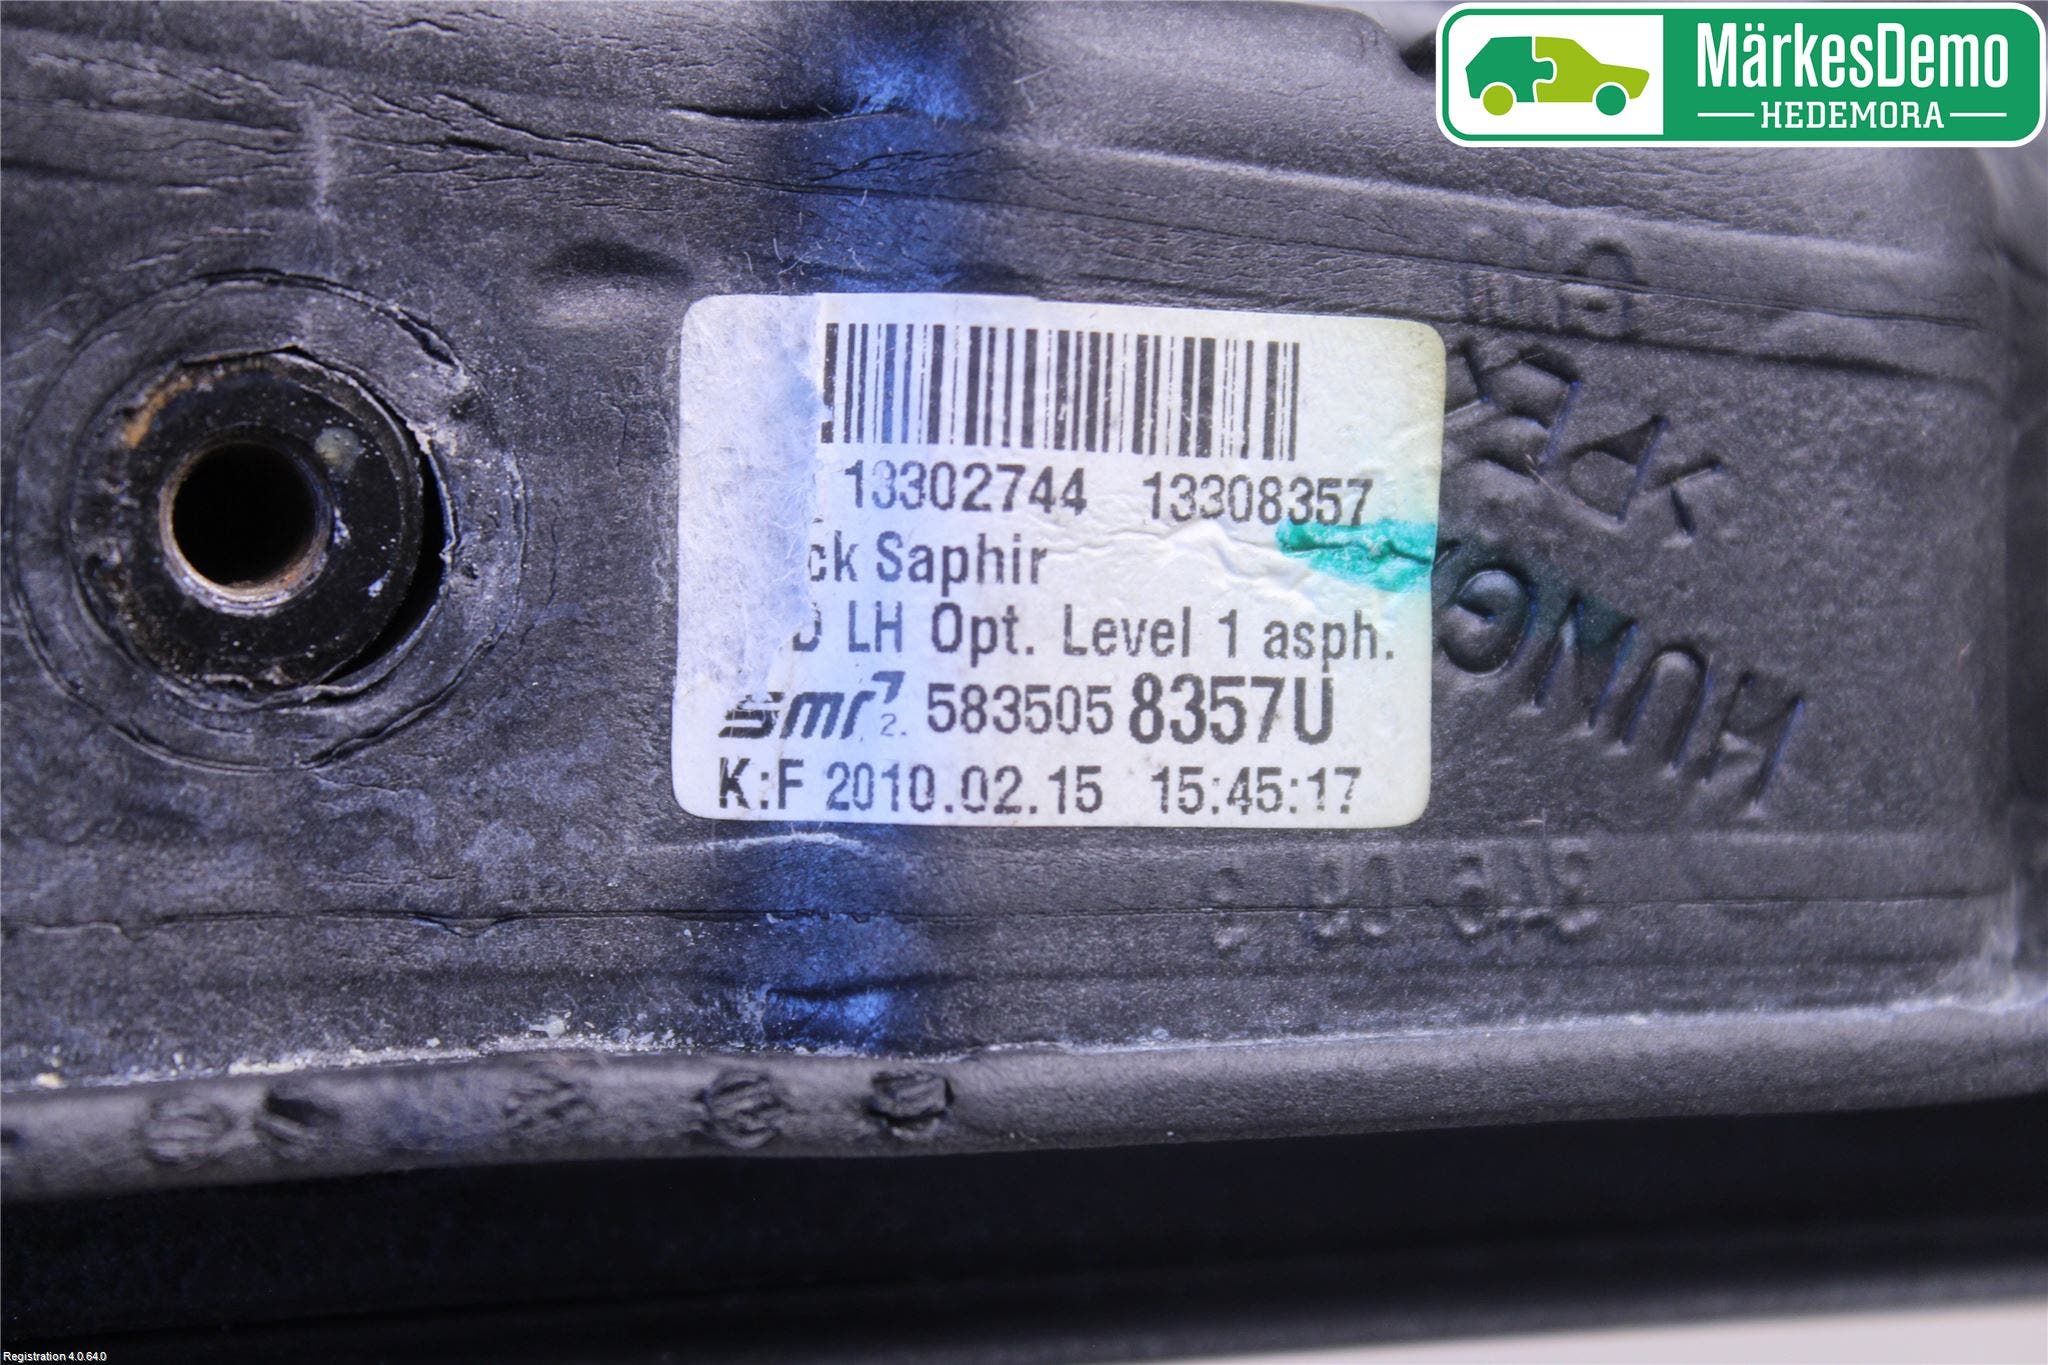 MärkesDemo
HEDEMORA
13302744 13308357
ck Saphir
D LH Opt. Level 1 asph.
smr 2. 583505 8357U
K:F 2010.02.15 15:45:17
Registration 4.0.64.0